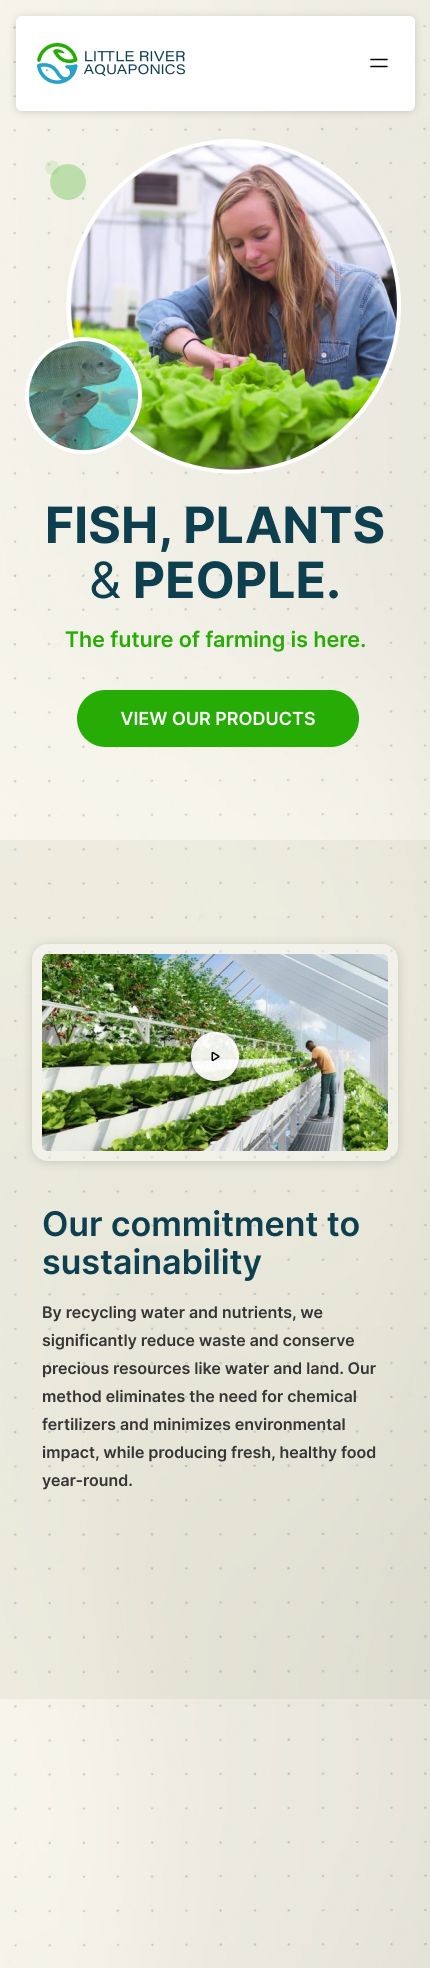 LITTLE RIVER
AQUAPONICS
FISH, PLANTS
& PEOPLE.
The future of farming is here.
VIEW OUR PRODUCTS
Our commitment to
sustainability
By recycling water and nutrients, we
significantly reduce waste and conserve
precious resources like water and land. Our
method eliminates the need for chemical
fertilizers and minimizes environmental
impact, while producing fresh, healthy food
year-round.